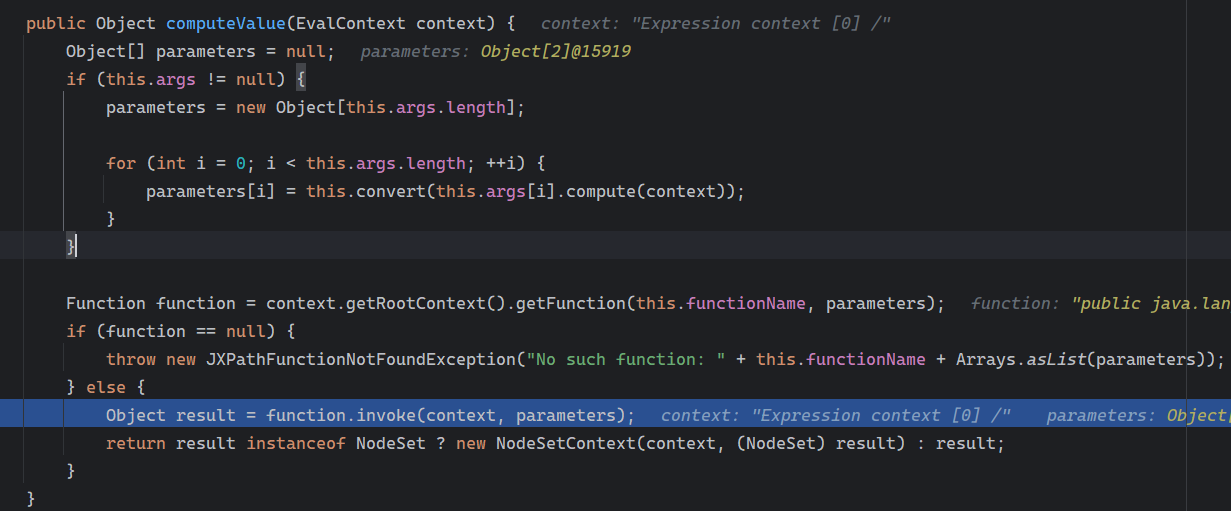 public Object computeValue(EvalContext context) {   context: "Expression context [0] /"
    Object[] parameters = null;   parameters: Object[2]@15919
    if (this.args != null) {
        parameters = new Object[this.args.length];
        for (int i = 0; i < this.args.length; ++i) {
            parameters[i] = this.convert(this.args[i].compute(context));
        }
    }
    Function function = context.getRootContext().getFunction(this.functionName, parameters);   function: "public java.lan
    if (function == null) {
        throw new JXPathFunctionNotFoundException("No such function: " + this.functionName + Arrays.asList(parameters));
    } else {
        Object result = function.invoke(context, parameters);   context: "Expression context [0] /"    parameters: Object[
        return result instanceof NodeSet ? new NodeSetContext(context, (NodeSet) result) : result;
    }
}